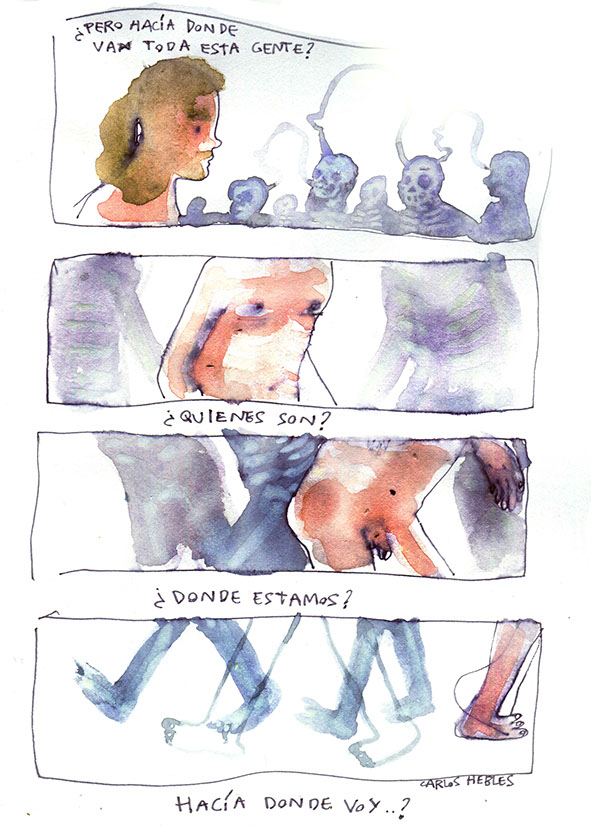 ¿PERO HACÍA DONDE
VAN TODA ESTA GENTE?
¿QUIENES SON?
¿DONDE ESTAMOS?
CARLOS HEBLES
HACÍA DONDE VOY..?